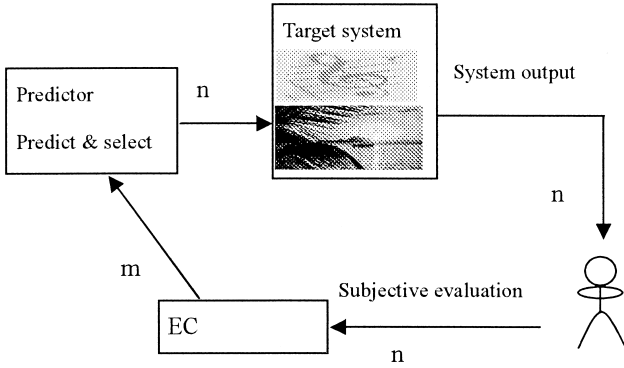 Target system
System output
Predictor
Predict & select
n
n
m
Subjective evaluation
EC
n